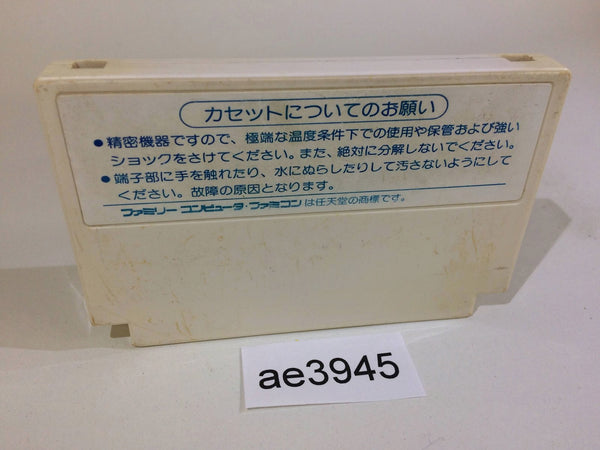 カセットについてのお願い
●精密機器ですので、極端な温度条件下での使用や保管および強い
ショックをさけてください。また、絶対に分解しないでください。
●端子部に手を触れたり、水にぬらしたりして汚さないようにして
ください。故障の原因となります。
ファミリーコンピュータ・ファミコンは任天堂の商標です。
ae3945